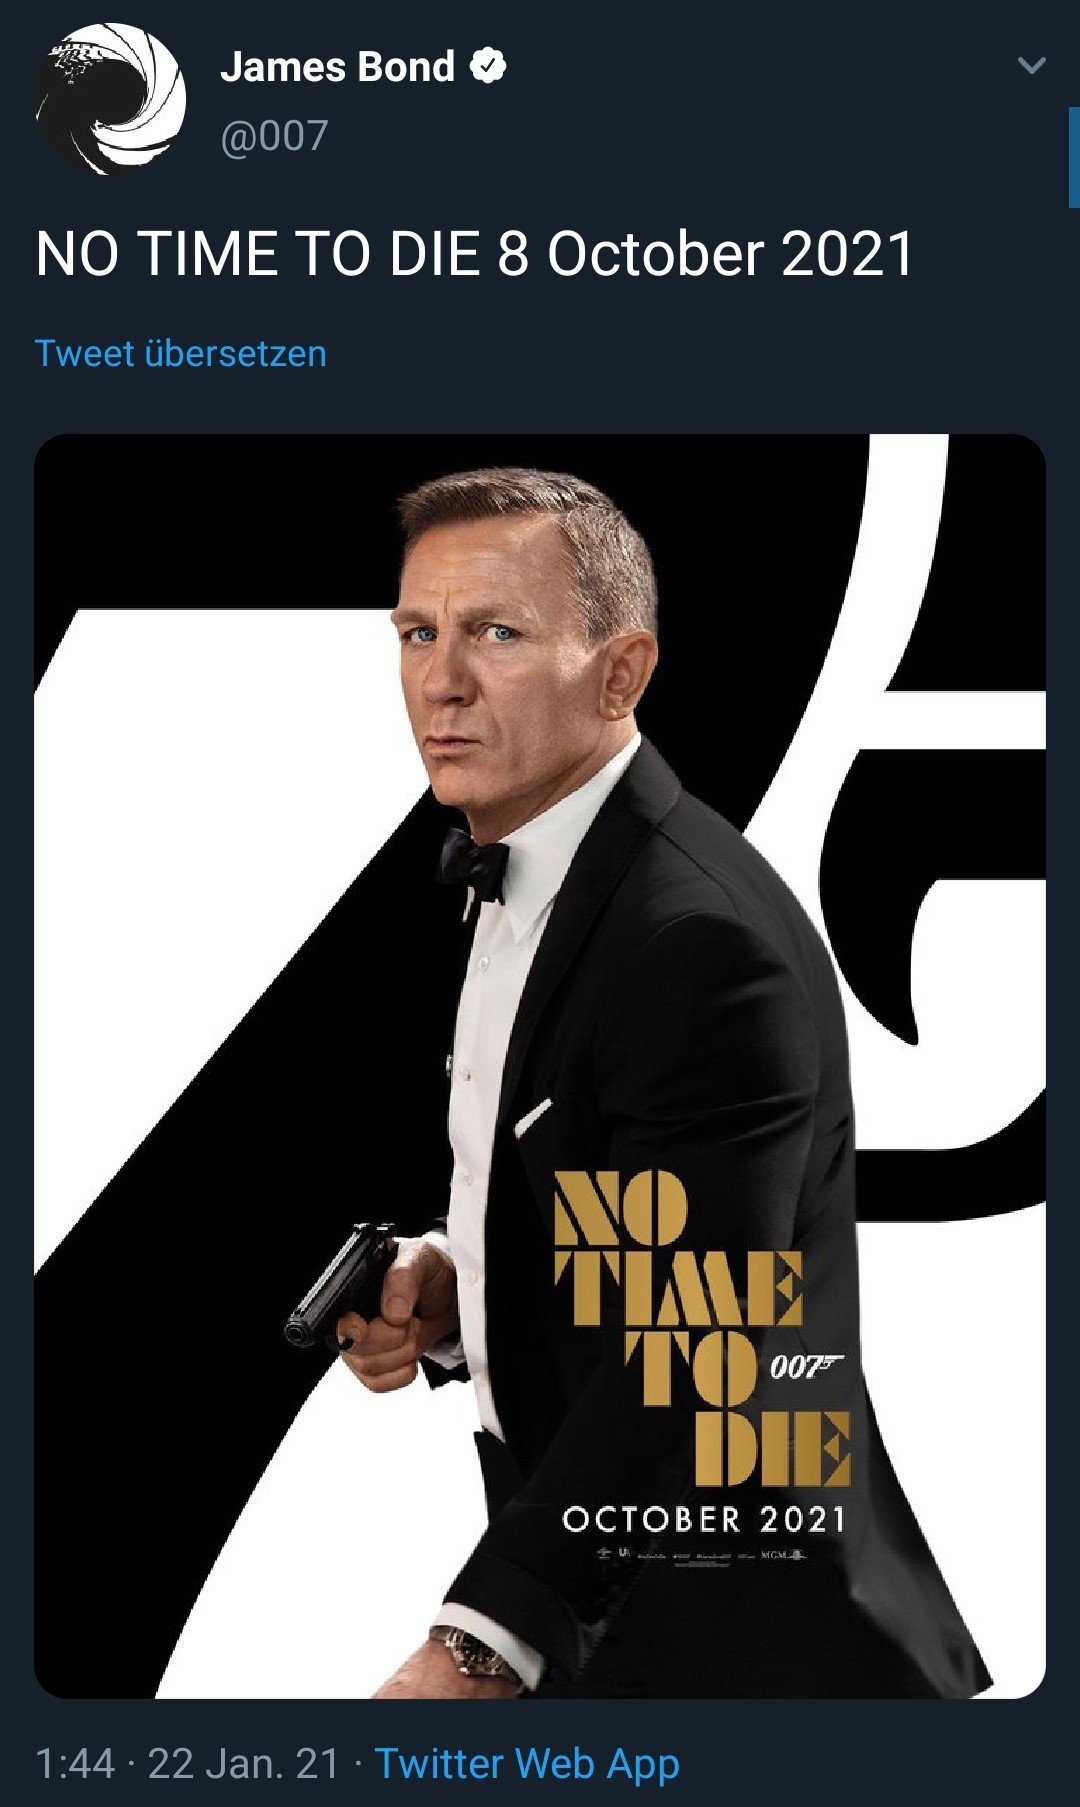 James Bond
@007
NO TIME TO DIE 8 October 2021
Tweet übersetzen
NO
TIME
TO
007
DIE
OCTOBER 2021
MGM
1:44 · 22 Jan. 21 · Twitter Web App